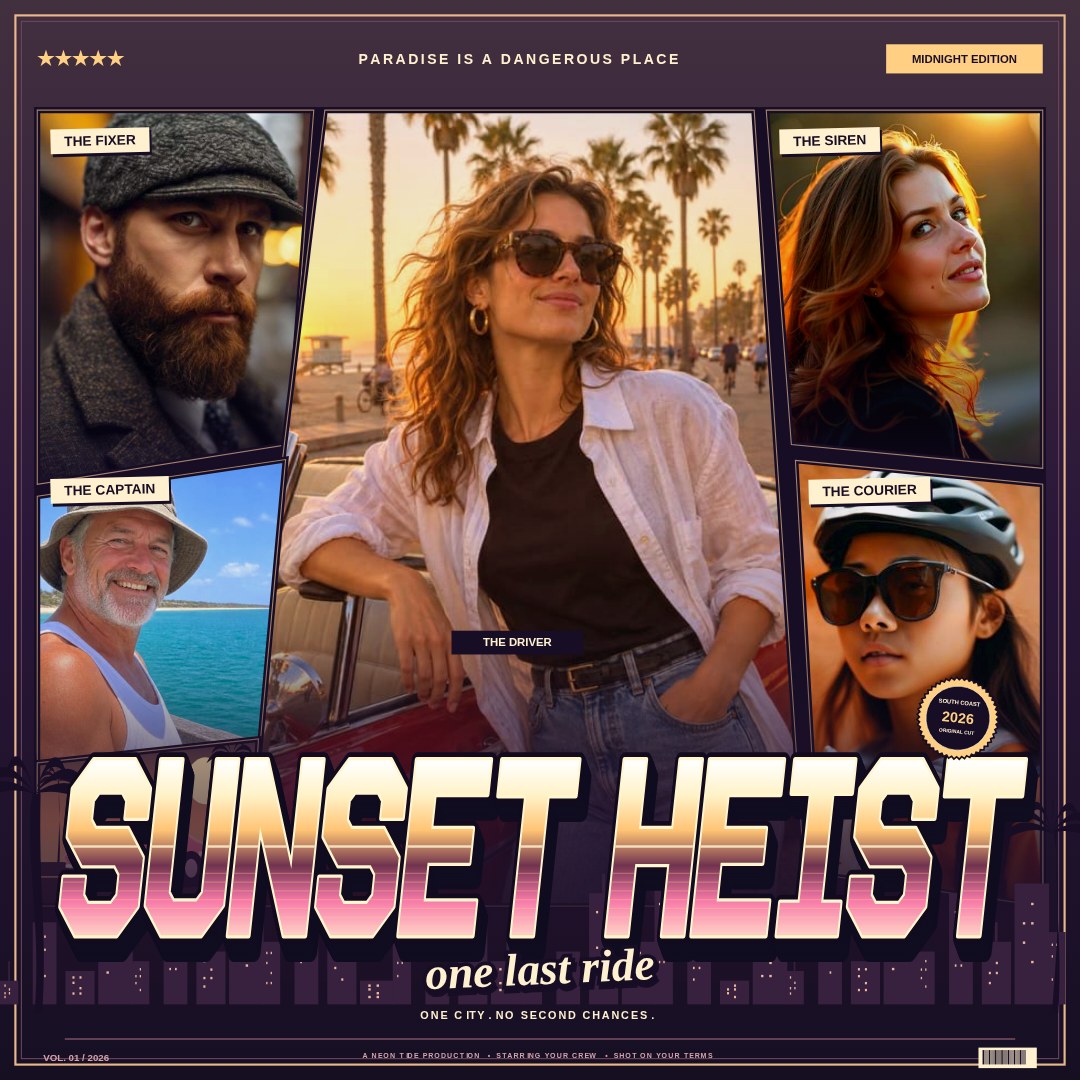 ★★★★★
PARADISE IS A DANGEROUS PLACE
MIDNIGHT EDITION
THE FIXER
THE SIREN
THE CAPTAIN
THE COURIER
THE DRIVER
SOUTH COAST
2026
ORIGINAL CUT
SUNSET HEIST
one last ride
ONE CITY. NO SECOND CHANCES.
A NEON TIDE PRODUCTION • STARRING YOUR CREW • SHOT ON YOUR TERMS
VOL. 01 / 2026